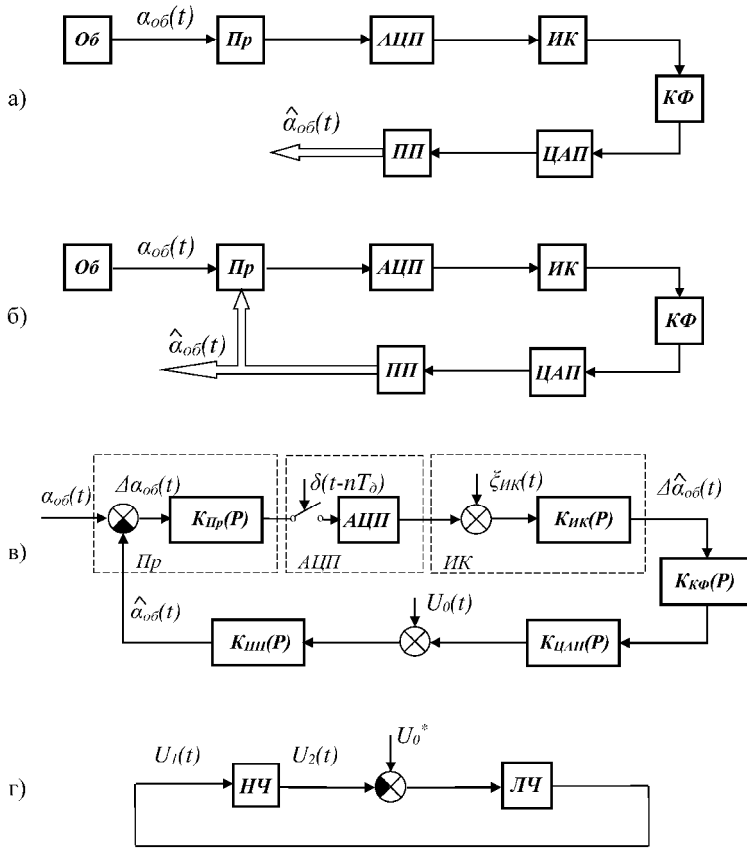 α_об(t)
Об Пр АЦП ИК
КФ
а)
α̂_об(t)
ПП ЦАП
α_об(t)
Об Пр АЦП ИК
КФ
б)
α̂_об(t)
ПП ЦАП
α_об(t) Δα_об(t) δ(t-nT_д) ξ_ИК(t) Δα̂_об(t)
K_Пр(P) АЦП K_ИК(P)
в)
Пр АЦП ИК
K_КФ(P)
α̂_об(t) U_0(t)
K_ПП(P) K_ЦАП(P)
U_1(t) U_2(t) U_0*
г)
НЧ ЛЧ